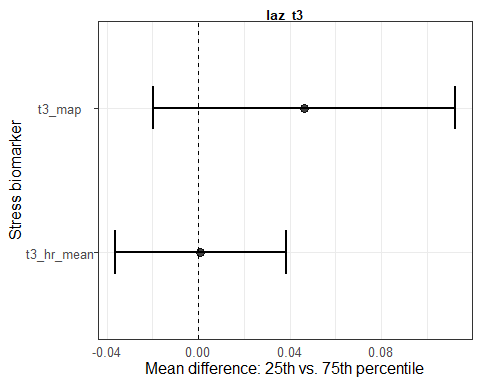 laz_t3
Stress biomarker
t3_map
t3_hr_mean
-0.04 0.00 0.04 0.08
Mean difference: 25th vs. 75th percentile